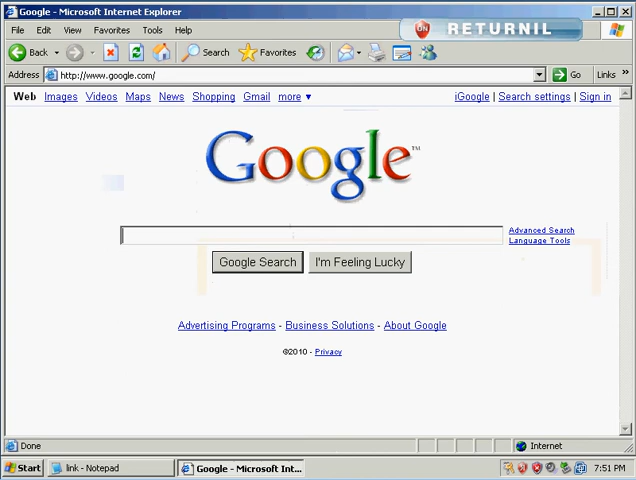 Google - Microsoft Internet Explorer
File Edit View Favorites Tools Help
ON RETURNIL
Back Search Favorites
Address http://www.google.com/ Go Links »
Web Images Videos Maps News Shopping Gmail more ▼ iGoogle | Search settings | Sign in
Google™
Advanced Search
Language Tools
Google Search I'm Feeling Lucky
Advertising Programs - Business Solutions - About Google
©2010 - Privacy
Done Internet
Start link - Notepad Google - Microsoft Int... 7:51 PM